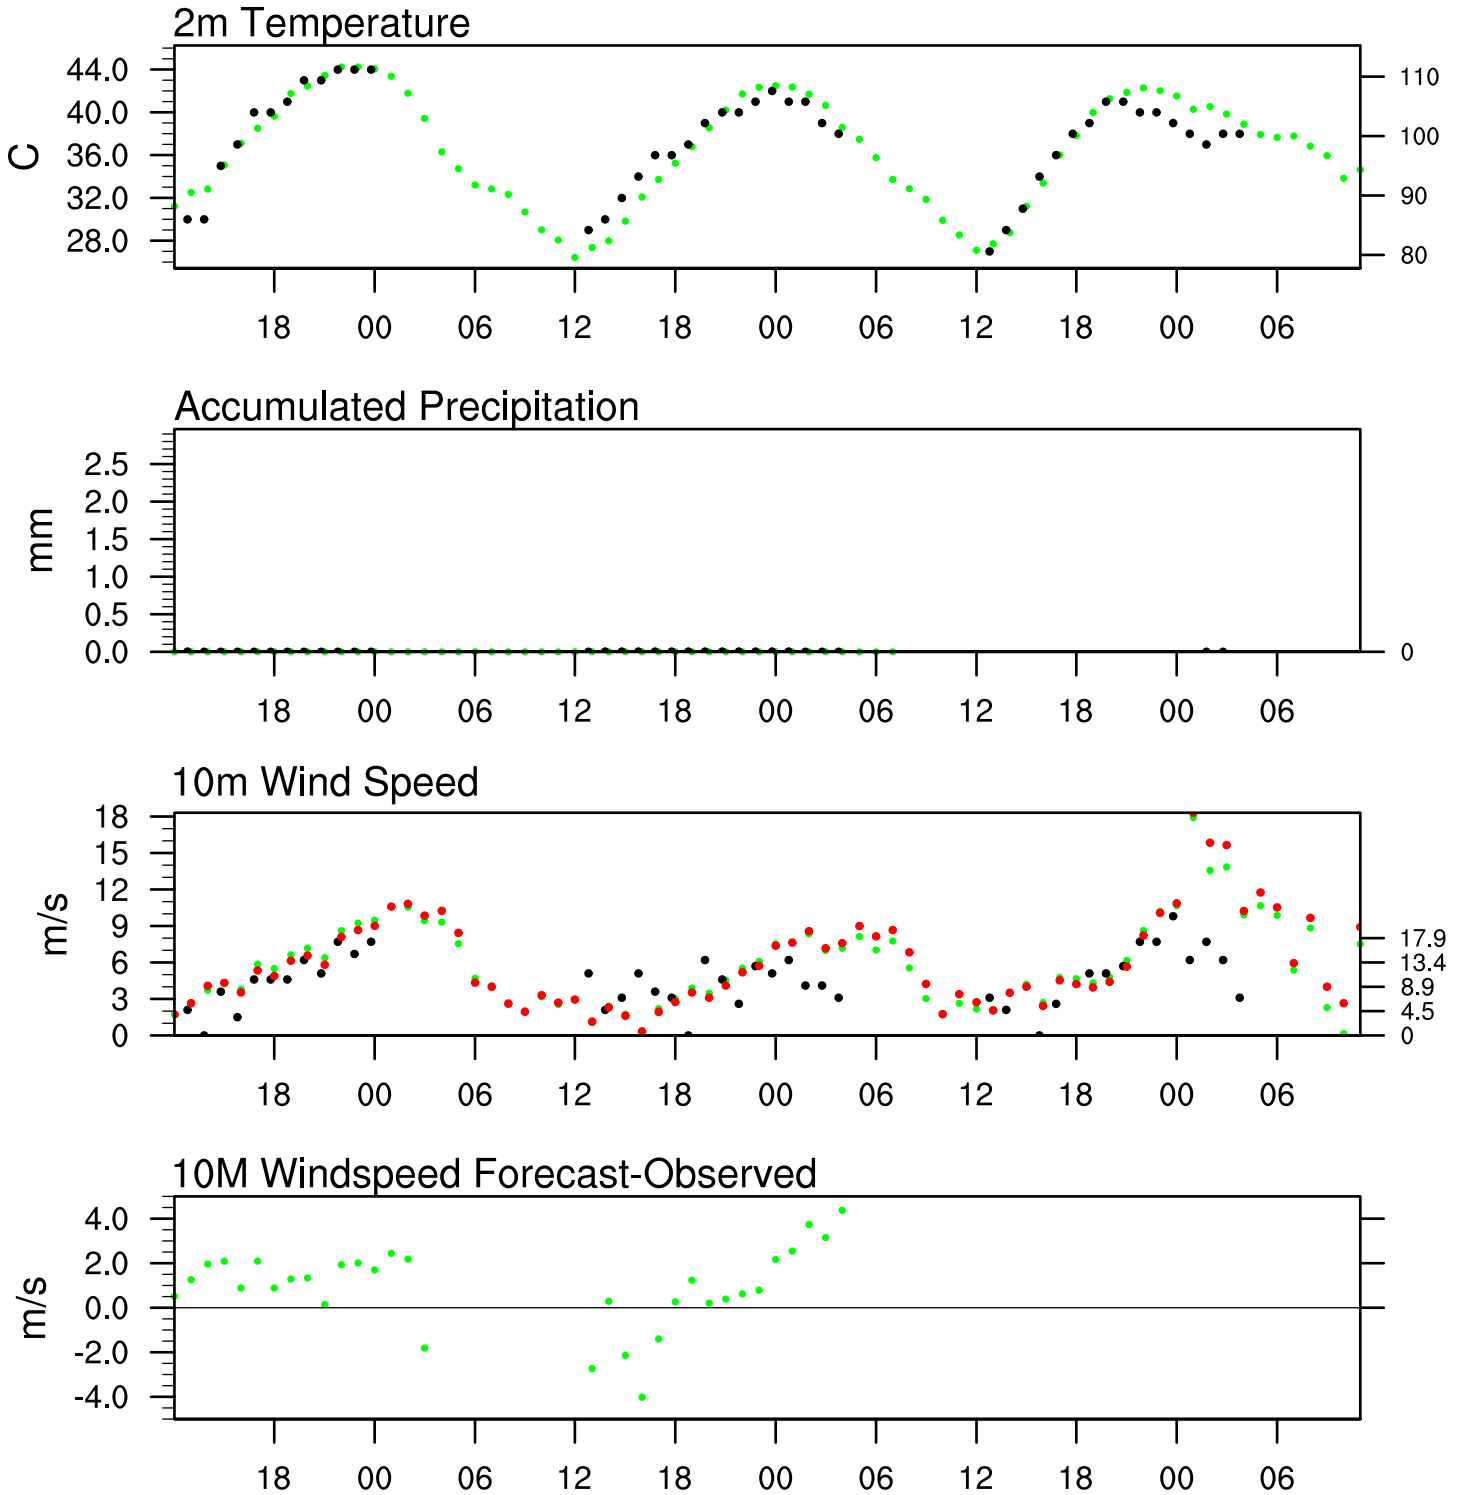 2m Temperature
44.0
40.0
36.0
32.0
28.0
C
110
100
90
80
18 00 06 12 18 00 06 12 18 00 06
Accumulated Precipitation
2.5
2.0
1.5
1.0
0.5
0.0
mm
0
18 00 06 12 18 00 06 12 18 00 06
10m Wind Speed
18
15
12
9
6
3
0
m/s
17.9
13.4
8.9
4.5
0
18 00 06 12 18 00 06 12 18 00 06
10M Windspeed Forecast-Observed
4.0
2.0
0.0
-2.0
-4.0
m/s
18 00 06 12 18 00 06 12 18 00 06